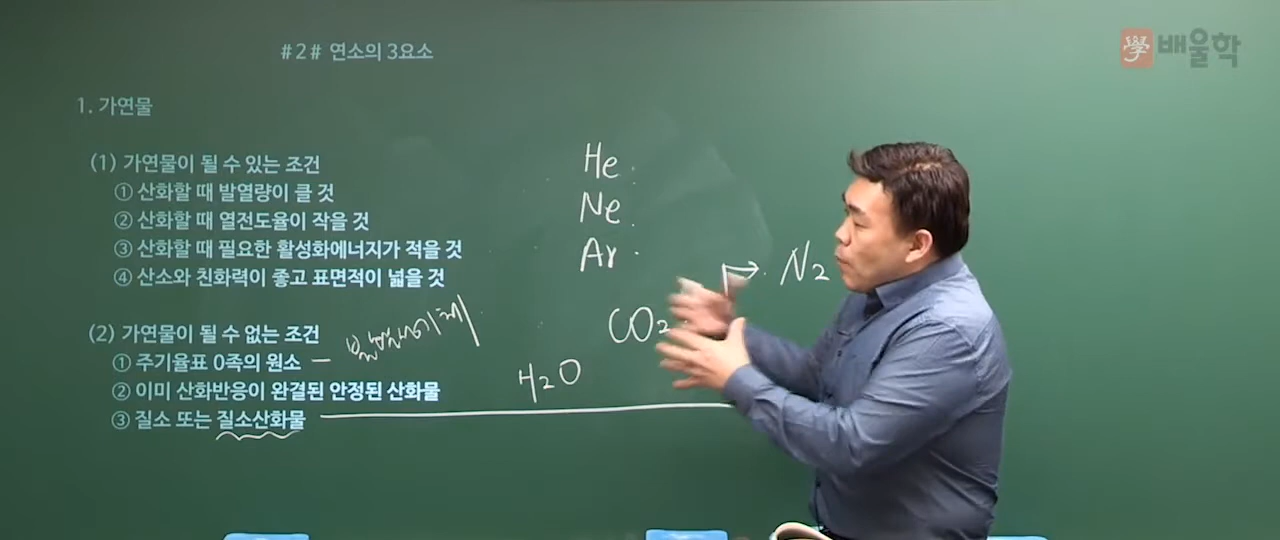 #2# 연소의 3요소
學 배울학
1. 가연물
(1) 가연물이 될 수 있는 조건
① 산화할 때 발열량이 클 것
② 산화할 때 열전도율이 작을 것
③ 산화할 때 필요한 활성화에너지가 적을 것
④ 산소와 친화력이 좋고 표면적이 넓을 것
(2) 가연물이 될 수 없는 조건
① 주기율표 0족의 원소
② 이미 산화반응이 완결된 안정된 산화물
③ 질소 또는 질소산화물
He
Ne
Ar
N2
CO2
H2O